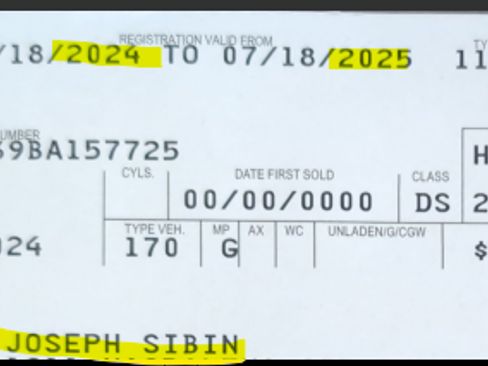 REGISTRATION VALID FROM
/18/2024 TO 07/18/2025
TY
11
UMBER
39BA157725
H
CYLS.
DATE FIRST SOLD
CLASS
00/00/0000
DS
2
TYPE VEH.
MP
AX
WC
UNLADEN/G/CGW
024
170
G
$
JOSEPH SIBIN